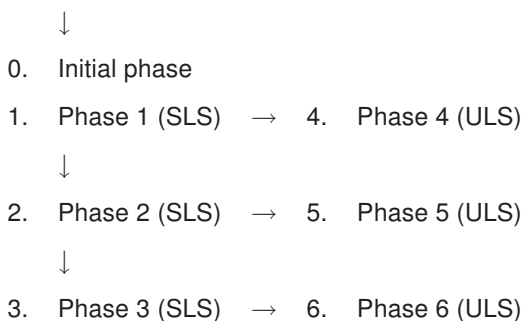 ↓
0. Initial phase
1. Phase 1 (SLS) → 4. Phase 4 (ULS)
↓
2. Phase 2 (SLS) → 5. Phase 5 (ULS)
↓
3. Phase 3 (SLS) → 6. Phase 6 (ULS)